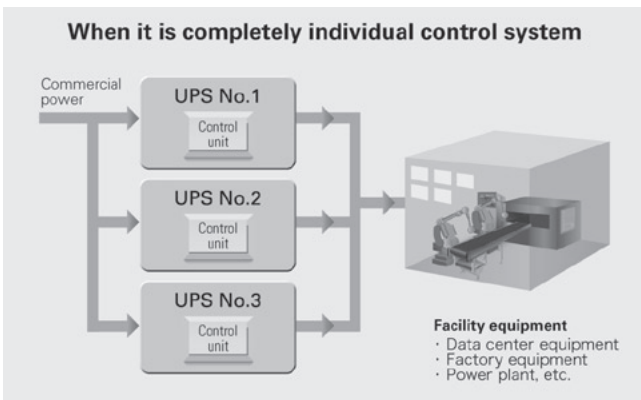 When it is completely individual control system
Commercial
power
UPS No.1
Control
unit
UPS No.2
Control
unit
UPS No.3
Control
unit
Facility equipment
· Data center equipment
· Factory equipment
· Power plant, etc.